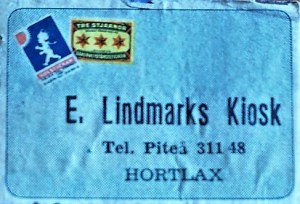 TRE STJÄRNOR
E. Lindmarks Kiosk
Tel. Piteå 311 48
HORTLAX